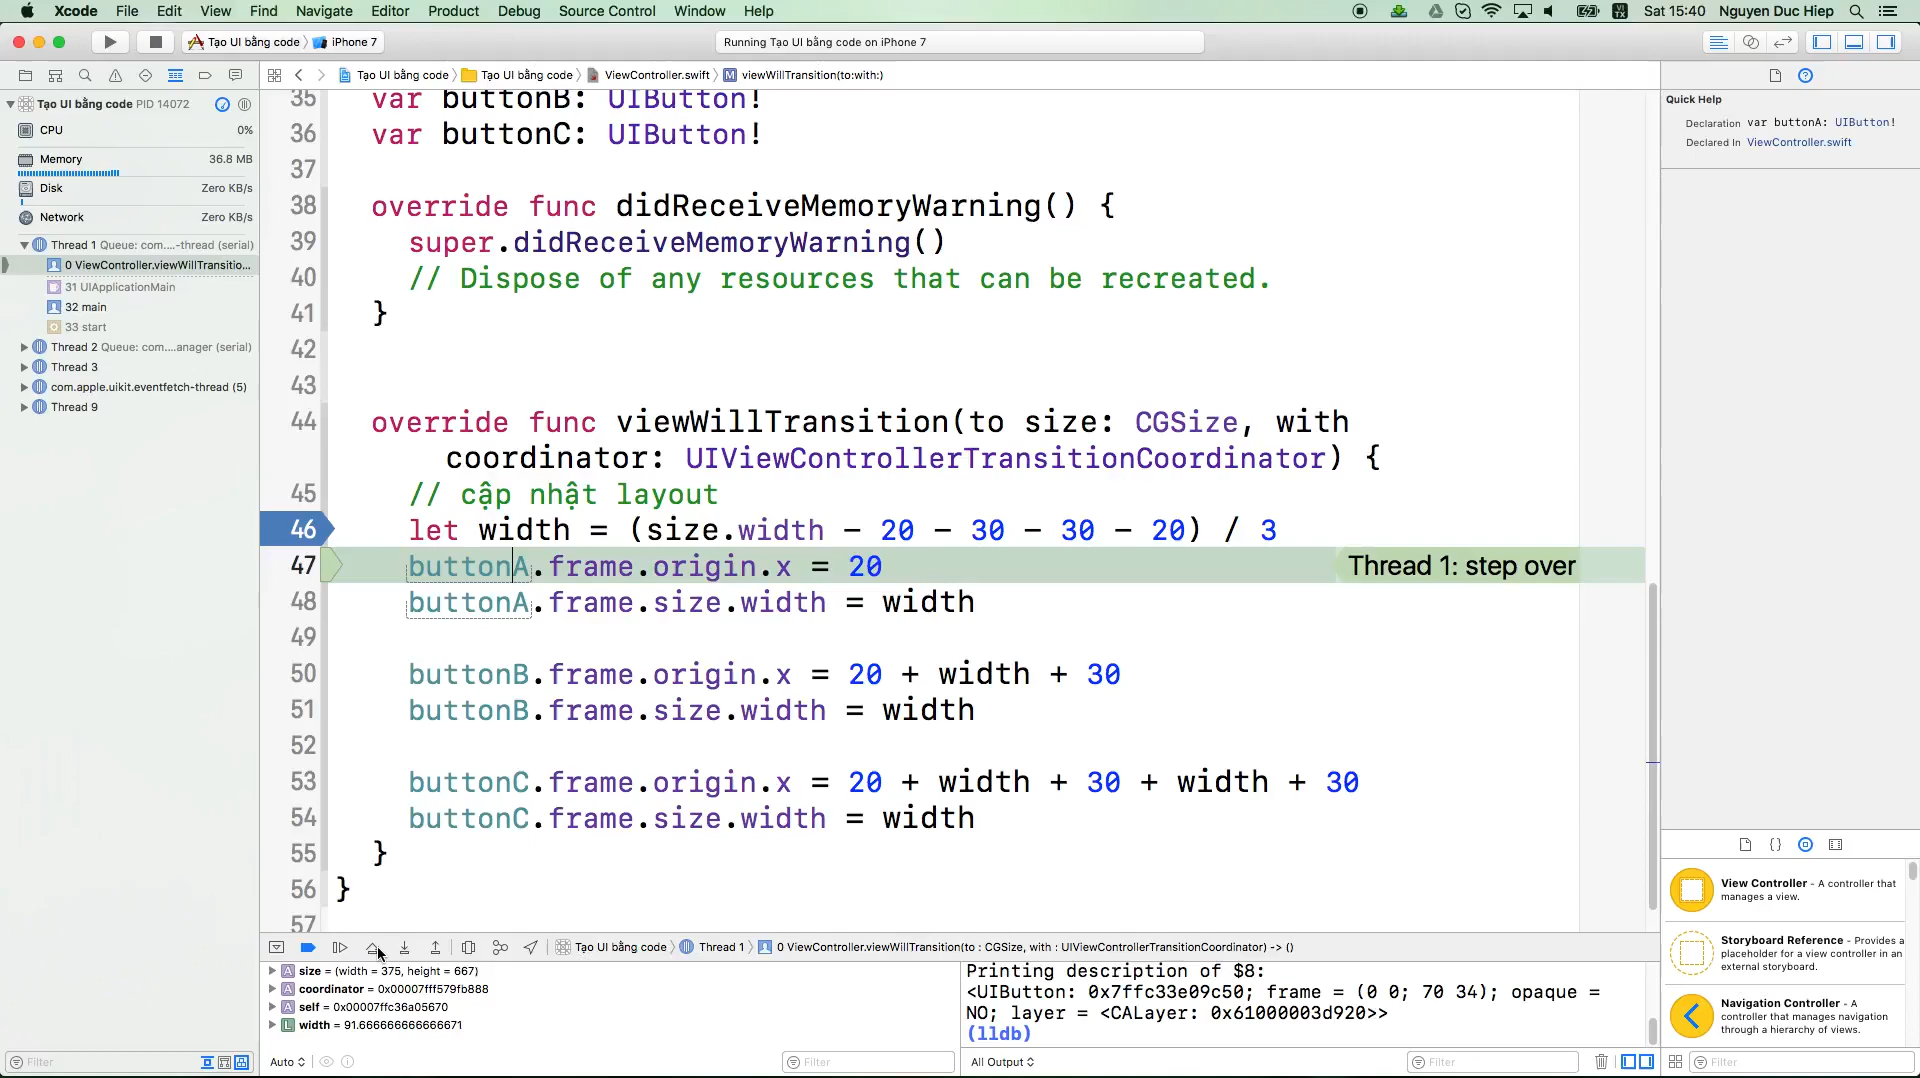 Xcode File Edit View Find Navigate Editor Product Debug Source Control Window Help
Sat 15:40 Nguyen Duc Hiep
Tạo UI bằng code iPhone 7
Running Tạo UI bằng code on iPhone 7
Tạo UI bằng code Tạo UI bằng code ViewController.swift M viewWillTransition(to:with:)
Tạo UI bằng code PID 14072
CPU 0%
Memory 36.8 MB
Disk Zero KB/s
Network Zero KB/s
Thread 1 Queue: com....-thread (serial)
0 ViewController.viewWillTransitio...
31 UIApplicationMain
32 main
33 start
Thread 2 Queue: com....anager (serial)
Thread 3
com.apple.uikit.eventfetch-thread (5)
Thread 9
Filter
35 var buttonB: UIButton!
36 var buttonC: UIButton!
37
38 override func didReceiveMemoryWarning() {
39 super.didReceiveMemoryWarning()
40 // Dispose of any resources that can be recreated.
41 }
42
43
44 override func viewWillTransition(to size: CGSize, with
coordinator: UIViewControllerTransitionCoordinator) {
45 // cập nhật layout
46 let width = (size.width - 20 - 30 - 30 - 20) / 3
47 buttonA.frame.origin.x = 20 Thread 1: step over
48 buttonA.frame.size.width = width
49
50 buttonB.frame.origin.x = 20 + width + 30
51 buttonB.frame.size.width = width
52
53 buttonC.frame.origin.x = 20 + width + 30 + width + 30
54 buttonC.frame.size.width = width
55 }
56 }
57
Tạo UI bằng code Thread 1 0 ViewController.viewWillTransition(to : CGSize, with : UIViewControllerTransitionCoordinator) -> ()
A size = (width = 375, height = 667)
A coordinator = 0x00007fff579fb888
A self = 0x00007ffc36a05670
L width = 91.666666666666671
Auto
Filter
Printing description of $8:
<UIButton: 0x7ffc33e09c50; frame = (0 0; 70 34); opaque =
NO; layer = <CALayer: 0x61000003d920>>
(lldb)
All Output
Filter
Quick Help
Declaration var buttonA: UIButton!
Declared In ViewController.swift
View Controller - A controller that
manages a view.
Storyboard Reference - Provides a
placeholder for a view controller in an
external storyboard.
Navigation Controller - A
controller that manages navigation
through a hierarchy of views.
Filter